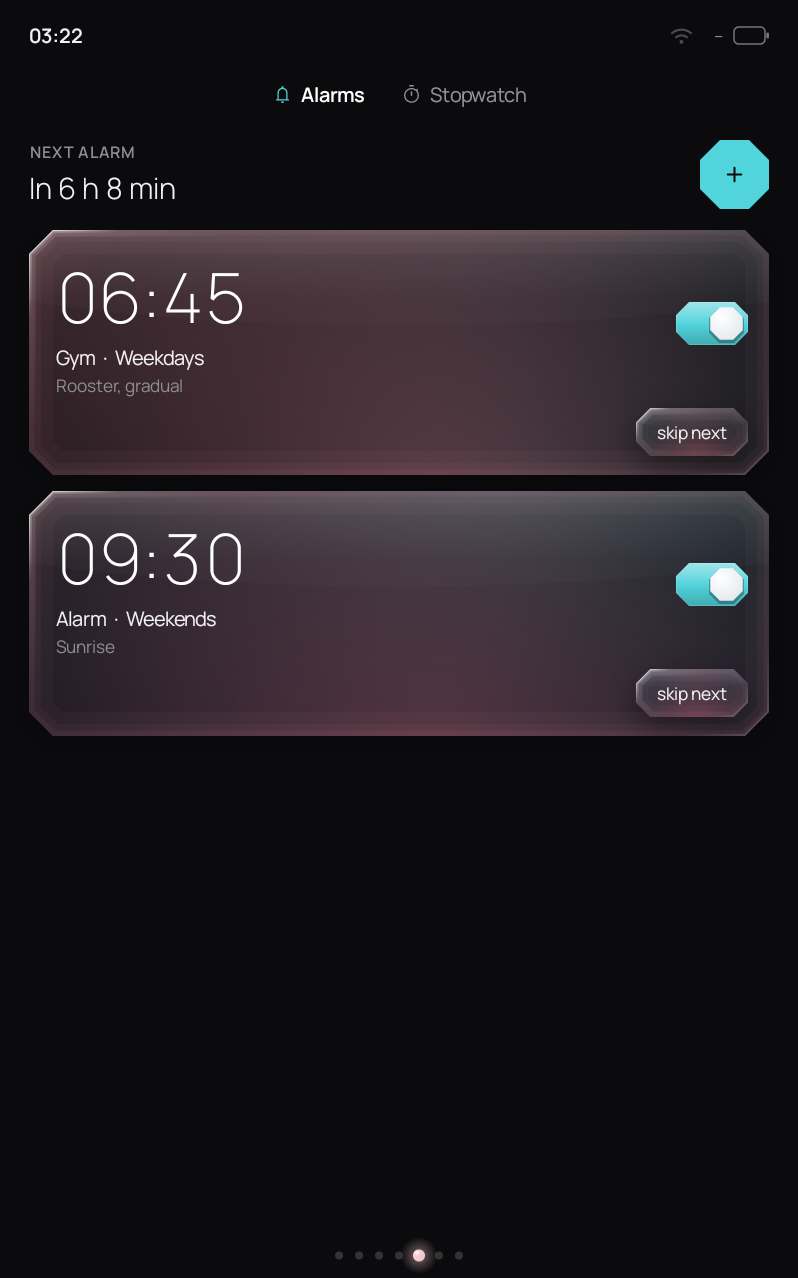 03:22
–
Alarms Stopwatch
NEXT ALARM
In 6 h 8 min
+
06:45
Gym · Weekdays
Rooster, gradual
skip next
09:30
Alarm · Weekends
Sunrise
skip next